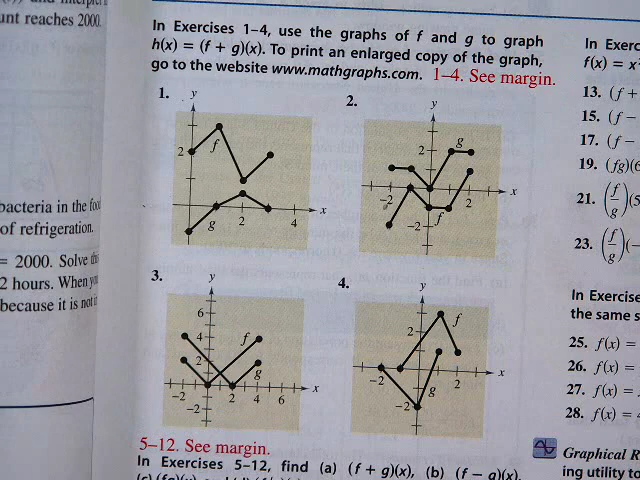 unt reaches 2000.
bacteria in the foo
of refrigeration.
= 2000. Solve
2 hours. When
because it is not
In Exercises 1–4, use the graphs of f and g to graph
h(x) = (f + g)(x). To print an enlarged copy of the graph,
go to the website www.mathgraphs.com. 1–4. See margin.
1.
y
2
f
g
2
4
x
2.
y
2
g
-2
2
x
-2
f
3.
y
6
4
f
2
g
-2
2
4
6
x
-2
4.
y
2
f
-2
2
x
g
-2
5–12. See margin.
In Exercises 5–12, find (a) (f + g)(x), (b) (f − g)(x),
In Exerc
f(x) = x
13. (f +
15. (f −
17. (f −
19. (fg)(6
21. (f/g)(5
23. (f/g)(−
In Exercise
the same s
25. f(x) =
26. f(x) =
27. f(x) =
28. f(x) =
Graphical R
ing utility to